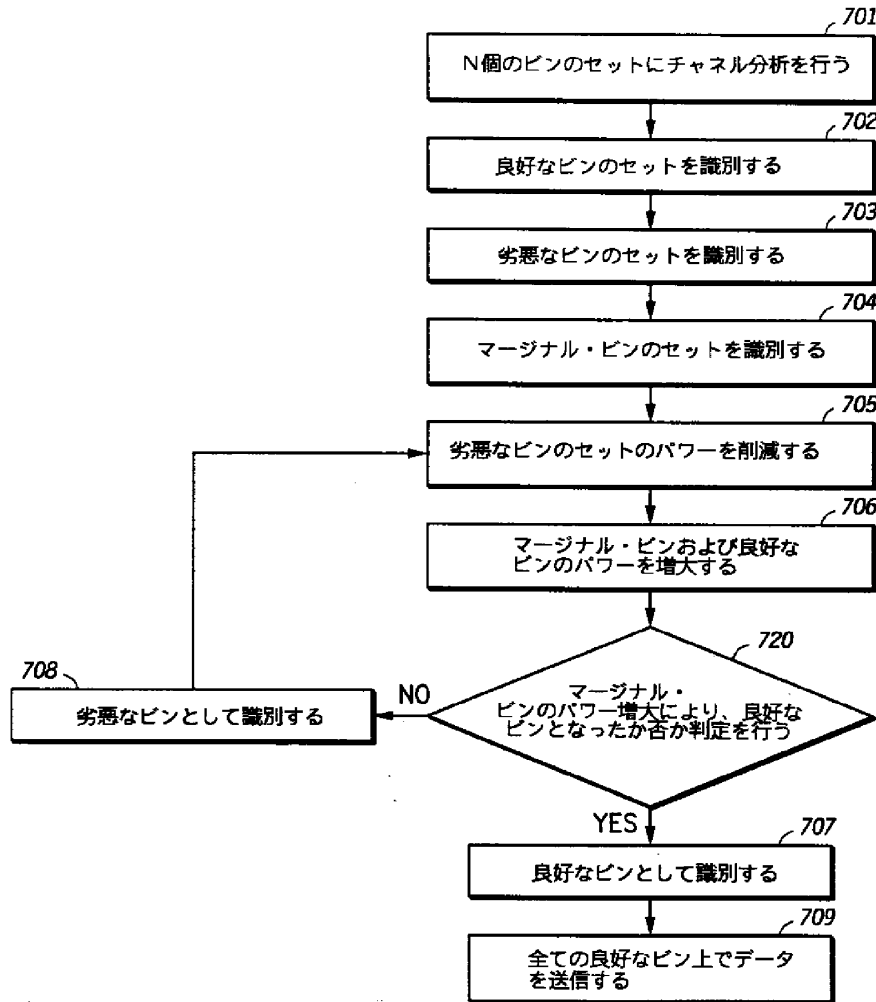 701
N個のビンのセットにチャネル分析を行う
702
良好なビンのセットを識別する
703
劣悪なビンのセットを識別する
704
マージナル・ビンのセットを識別する
705
劣悪なビンのセットのパワーを削減する
706
マージナル・ビンおよび良好な
ビンのパワーを増大する
720
マージナル・
ビンのパワー増大により、良好な
ビンとなったか否か判定を行う
NO
708
劣悪なビンとして識別する
YES
707
良好なビンとして識別する
709
全ての良好なビン上でデータ
を送信する